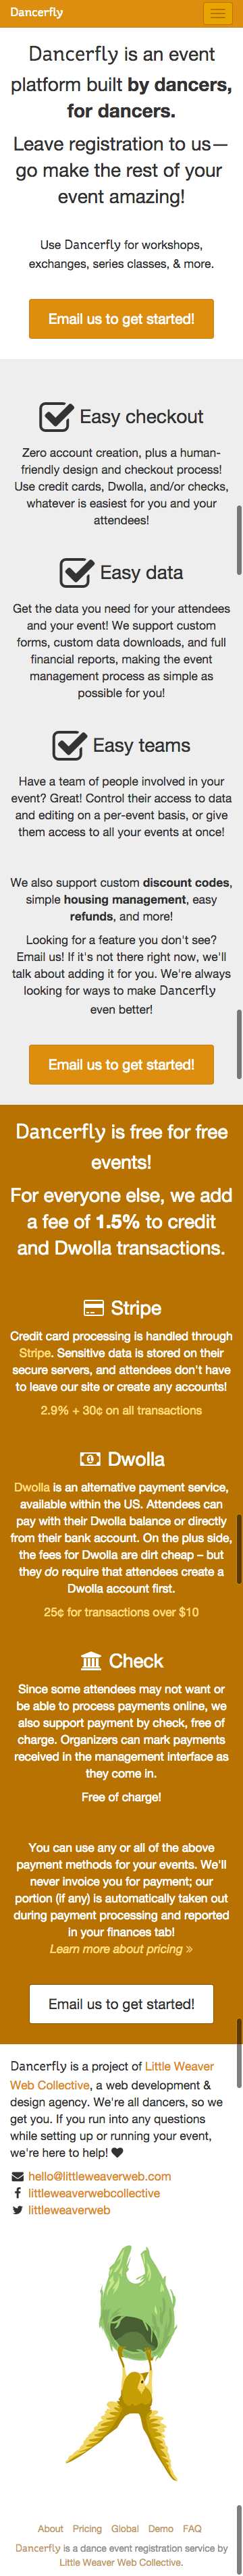 Dancerfly
Dancerfly is an event
platform built by dancers,
for dancers.
Leave registration to us—
go make the rest of your
event amazing!
Use Dancerfly for workshops,
exchanges, series classes, & more.
Email us to get started!
Easy checkout
Zero account creation, plus a human-
friendly design and checkout process!
Use credit cards, Dwolla, and/or checks,
whatever is easiest for you and your
attendees!
Easy data
Get the data you need for your attendees
and your event! We support custom
forms, custom data downloads, and full
financial reports, making the event
management process as simple as
possible for you!
Easy teams
Have a team of people involved in your
event? Great! Control their access to data
and editing on a per-event basis, or give
them access to all your events at once!
We also support custom discount codes,
simple housing management, easy
refunds, and more!
Looking for a feature you don't see?
Email us! If it's not there right now, we'll
talk about adding it for you. We're always
looking for ways to make Dancerfly
even better!
Email us to get started!
Dancerfly is free for free
events!
For everyone else, we add
a fee of 1.5% to credit
and Dwolla transactions.
Stripe
Credit card processing is handled through
Stripe. Sensitive data is stored on their
secure servers, and attendees don't have
to leave our site or create any accounts!
2.9% + 30¢ on all transactions
Dwolla
Dwolla is an alternative payment service,
available within the US. Attendees can
pay with their Dwolla balance or directly
from their bank account. On the plus side,
the fees for Dwolla are dirt cheap – but
they do require that attendees create a
Dwolla account first.
25¢ for transactions over $10
Check
Since some attendees may not want or
be able to process payments online, we
also support payment by check, free of
charge. Organizers can mark payments
received in the management interface as
they come in.
Free of charge!
You can use any or all of the above
payment methods for your events. We'll
never invoice you for payment; our
portion (if any) is automatically taken out
during payment processing and reported
in your finances tab!
Learn more about pricing »
Email us to get started!
Dancerfly is a project of Little Weaver
Web Collective, a web development &
design agency. We're all dancers, so we
get you. If you run into any questions
while setting up or running your event,
we're here to help!
hello@littleweaverweb.com
littleweaverwebcollective
littleweaverweb
About Pricing Global Demo FAQ
Dancerfly is a dance event registration service by
Little Weaver Web Collective.